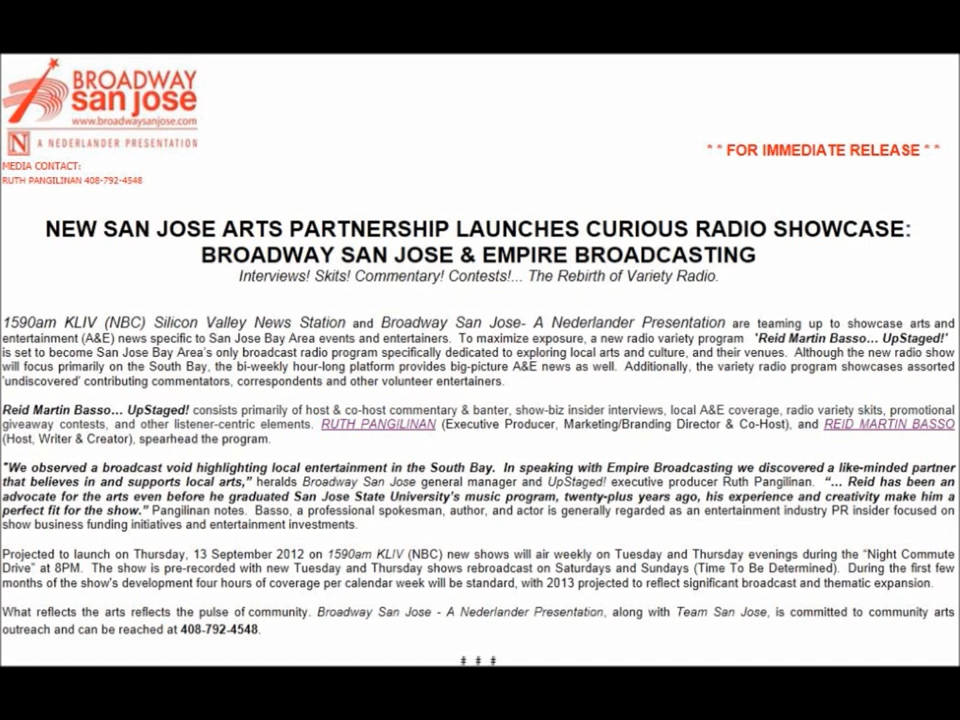 BROADWAY
san jose
www.broadwaysanjose.com
N A NEDERLANDER PRESENTATION
MEDIA CONTACT:
RUTH PANGILINAN 408-792-4548
* * FOR IMMEDIATE RELEASE * *
NEW SAN JOSE ARTS PARTNERSHIP LAUNCHES CURIOUS RADIO SHOWCASE:
BROADWAY SAN JOSE & EMPIRE BROADCASTING
Interviews! Skits! Commentary! Contests!... The Rebirth of Variety Radio.
1590am KLIV (NBC) Silicon Valley News Station and Broadway San Jose- A Nederlander Presentation are teaming up to showcase arts and
entertainment (A&E) news specific to San Jose Bay Area events and entertainers. To maximize exposure, a new radio variety program 'Reid Martin Basso... UpStaged!'
is set to become San Jose Bay Area's only broadcast radio program specifically dedicated to exploring local arts and culture, and their venues. Although the new radio show
will focus primarily on the South Bay, the bi-weekly hour-long platform provides big-picture A&E news as well. Additionally, the variety radio program showcases assorted
'undiscovered' contributing commentators, correspondents and other volunteer entertainers.
Reid Martin Basso... UpStaged! consists primarily of host & co-host commentary & banter, show-biz insider interviews, local A&E coverage, radio variety skits, promotional
giveaway contests, and other listener-centric elements. RUTH PANGILINAN (Executive Producer, Marketing/Branding Director & Co-Host), and REID MARTIN BASSO
(Host, Writer & Creator), spearhead the program.
"We observed a broadcast void highlighting local entertainment in the South Bay. In speaking with Empire Broadcasting we discovered a like-minded partner
that believes in and supports local arts," heralds Broadway San Jose general manager and UpStaged! executive producer Ruth Pangilinan. "... Reid has been an
advocate for the arts even before he graduated San Jose State University's music program, twenty-plus years ago, his experience and creativity make him a
perfect fit for the show." Pangilinan notes. Basso, a professional spokesman, author, and actor is generally regarded as an entertainment industry PR insider focused on
show business funding initiatives and entertainment investments.
Projected to launch on Thursday, 13 September 2012 on 1590am KLIV (NBC) new shows will air weekly on Tuesday and Thursday evenings during the "Night Commute
Drive" at 8PM. The show is pre-recorded with new Tuesday and Thursday shows rebroadcast on Saturdays and Sundays (Time To Be Determined). During the first few
months of the show's development four hours of coverage per calendar week will be standard, with 2013 projected to reflect significant broadcast and thematic expansion.
What reflects the arts reflects the pulse of community. Broadway San Jose - A Nederlander Presentation, along with Team San Jose, is committed to community arts
outreach and can be reached at 408-792-4548.
# # #